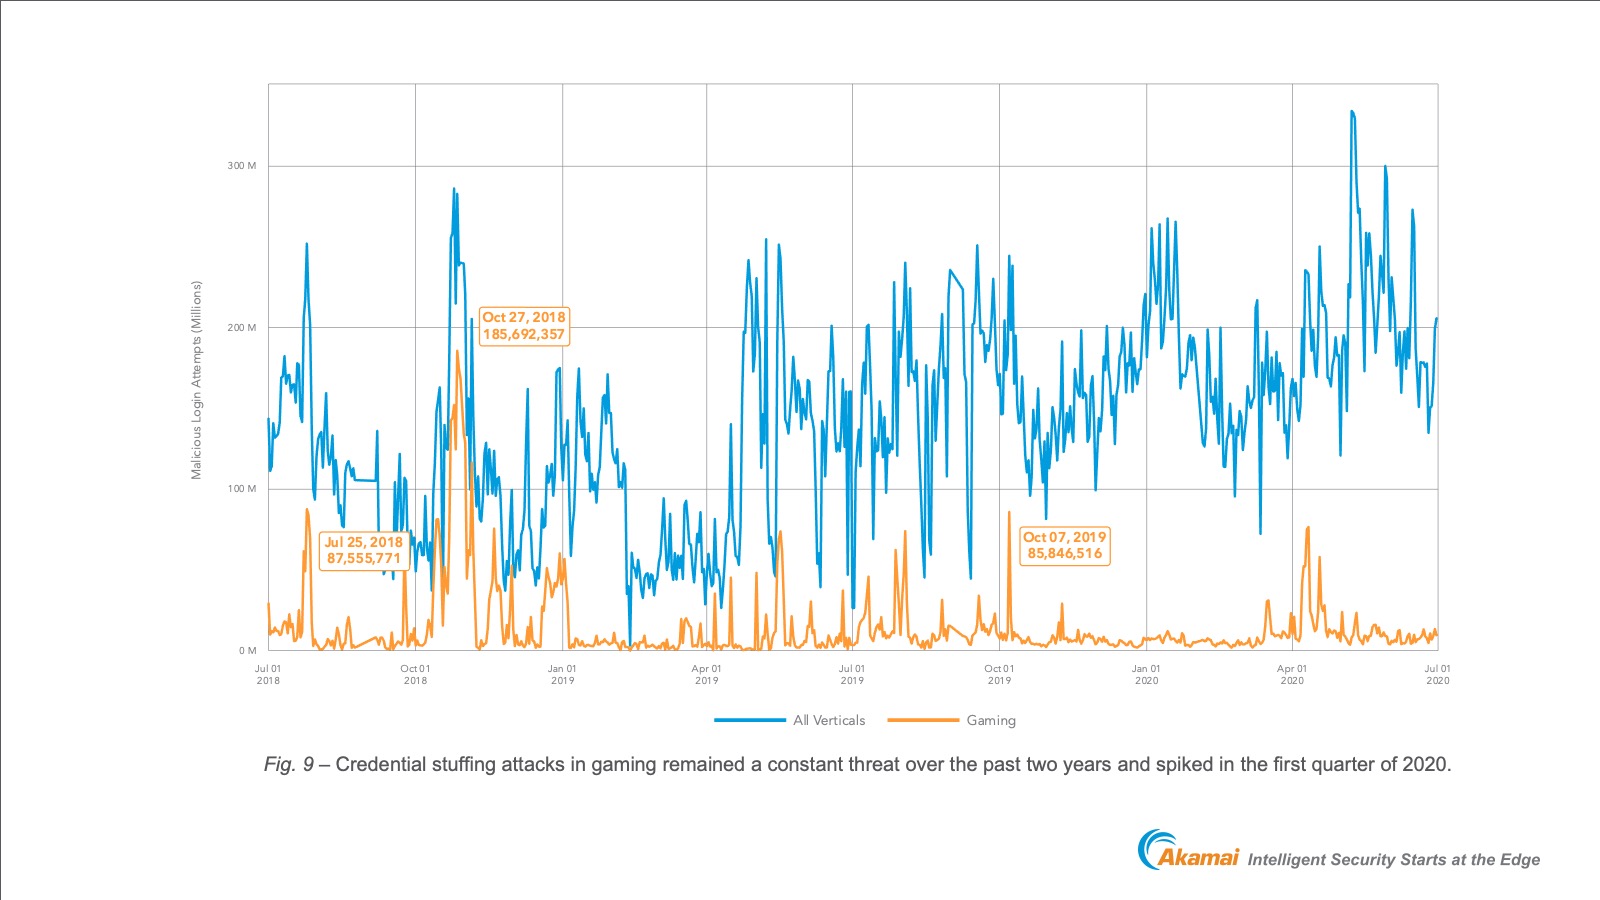 300 M
200 M
100 M
0 M
Malicious Login Attempts (Millions)
Oct 27, 2018
185,692,357
Jul 25, 2018
87,555,771
Oct 07, 2019
85,846,516
Jul 01
2018
Oct 01
2018
Jan 01
2019
Apr 01
2019
Jul 01
2019
Oct 01
2019
Jan 01
2020
Apr 01
2020
Jul 01
2020
All Verticals
Gaming
Fig. 9 – Credential stuffing attacks in gaming remained a constant threat over the past two years and spiked in the first quarter of 2020.
Akamai Intelligent Security Starts at the Edge